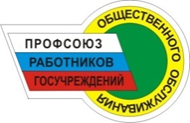 ПРОФСОЮЗ
РАБОТНИКОВ
ГОСУЧРЕЖДЕНИЙ
ОБЩЕСТВЕННОГО ОБСЛУЖИВАНИЯ